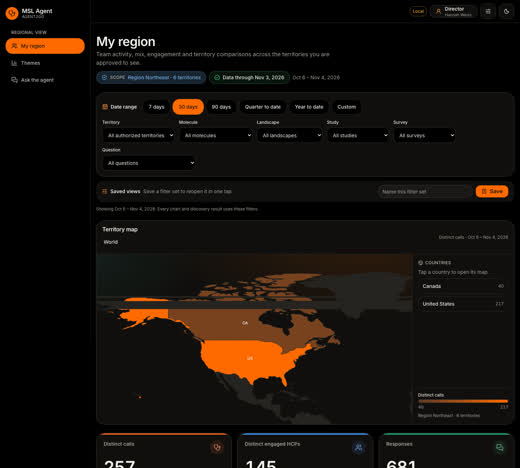 MSL Agent
AGENT2GO
Local
Director
Hannah Weiss
REGIONAL VIEW
My region
Themes
Ask the agent
My region
Team activity, mix, engagement and territory comparisons across the territories you are
approved to see.
SCOPE Region Northeast · 6 territories
Data through Nov 3, 2026
Oct 6 – Nov 4, 2026
Date range
7 days
30 days
90 days
Quarter to date
Year to date
Custom
Territory
Molecule
Landscape
Study
Survey
All authorized territories
All molecules
All landscapes
All studies
All surveys
Question
All questions
Saved views Save a filter set to reopen it in one tap.
Name this filter set
Save
Showing Oct 6 – Nov 4, 2026. Every chart and discovery result uses these filters.
Territory map
World
Distinct calls · Oct 6 – Nov 4, 2026
COUNTRIES
Tap a country to open its map.
Canada 40
United States 217
CA
US
Distinct calls
40 217
Region Northeast · 6 territories
Distinct calls
257
Distinct engaged HCPs
145
Responses
681